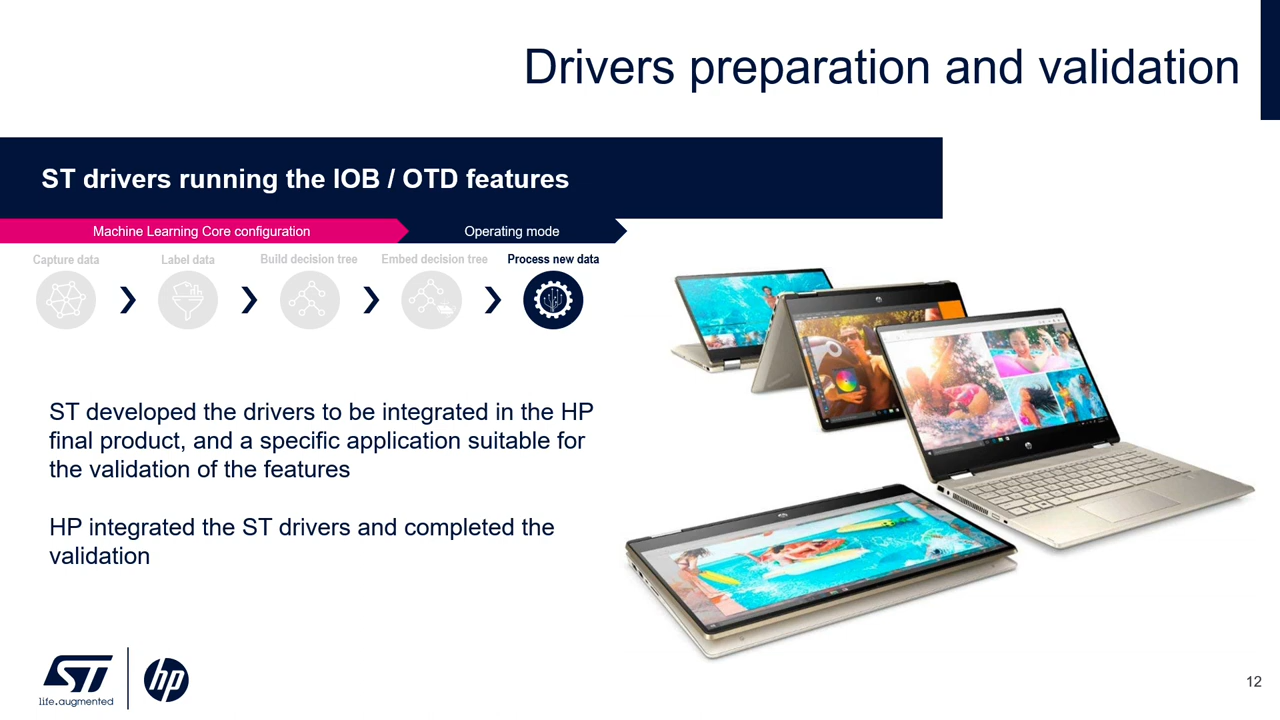 Drivers preparation and validation
ST drivers running the IOB / OTD features
Machine Learning Core configuration
Operating mode
Capture data
Label data
Build decision tree
Embed decision tree
Process new data
ST developed the drivers to be integrated in the HP
final product, and a specific application suitable for
the validation of the features
HP integrated the ST drivers and completed the
validation
ST
life.augmented
hp
12